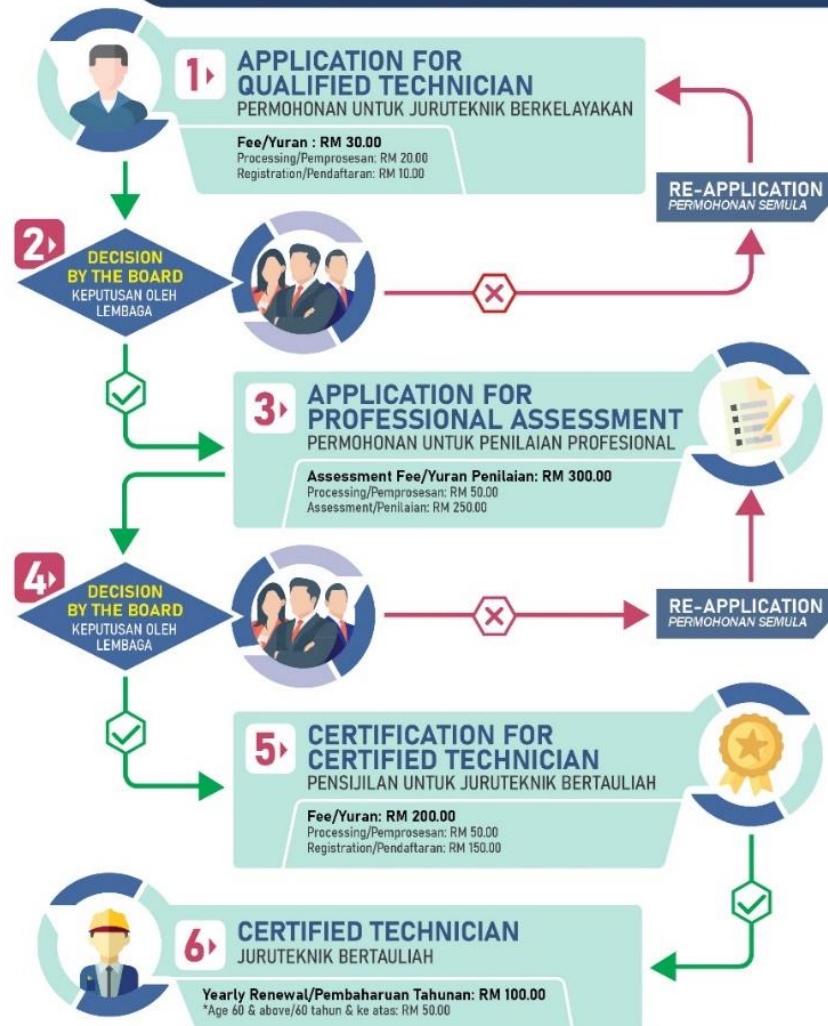 1
APPLICATION FOR
QUALIFIED TECHNICIAN
PERMOHONAN UNTUK JURUTEKNIK BERKELAYAKAN
Fee/Yuran : RM 30.00
Processing/Pemprosesan: RM 20.00
Registration/Pendaftaran: RM 10.00
RE-APPLICATION
PERMOHONAN SEMULA
2
DECISION
BY THE BOARD
KEPUTUSAN OLEH
LEMBAGA
3
APPLICATION FOR
PROFESSIONAL ASSESSMENT
PERMOHONAN UNTUK PENILAIAN PROFESIONAL
Assessment Fee/Yuran Penilaian: RM 300.00
Processing/Pemprosesan: RM 50.00
Assessment/Penilaian: RM 250.00
4
DECISION
BY THE BOARD
KEPUTUSAN OLEH
LEMBAGA
RE-APPLICATION
PERMOHONAN SEMULA
5
CERTIFICATION FOR
CERTIFIED TECHNICIAN
PENSIJILAN UNTUK JURUTEKNIK BERTAULIAH
Fee/Yuran: RM 200.00
Processing/Pemprosesan: RM 50.00
Registration/Pendaftaran: RM 150.00
6
CERTIFIED TECHNICIAN
JURUTEKNIK BERTAULIAH
Yearly Renewal/Pembaharuan Tahunan: RM 100.00
*Age 60 & above/60 tahun & ke atas: RM 50.00